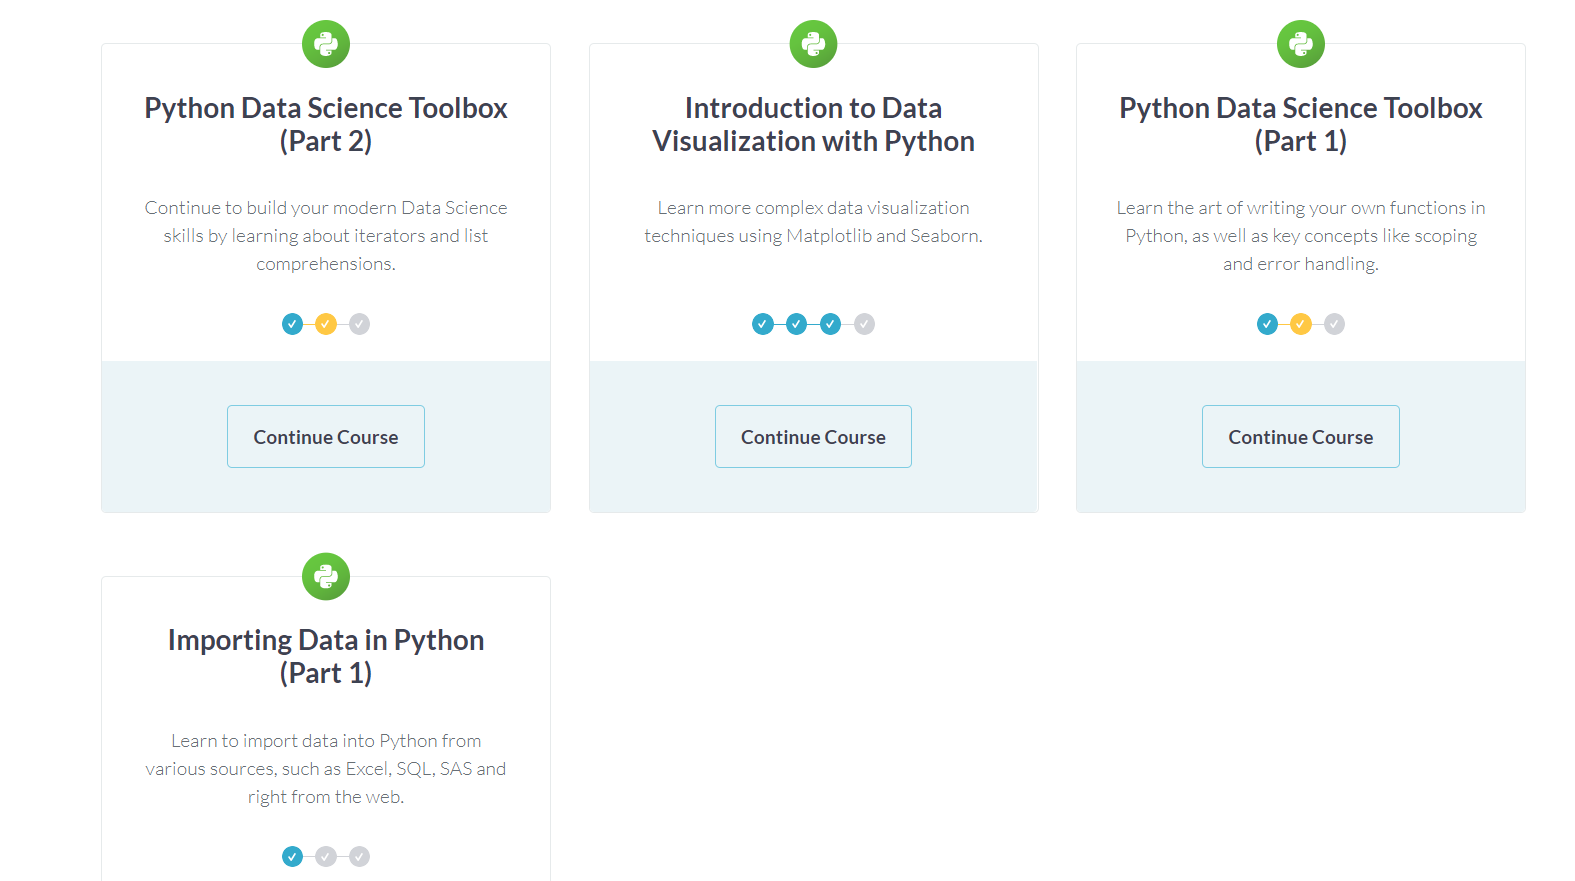 Python Data Science Toolbox
(Part 2)
Continue to build your modern Data Science
skills by learning about iterators and list
comprehensions.
Continue Course
Introduction to Data
Visualization with Python
Learn more complex data visualization
techniques using Matplotlib and Seaborn.
Continue Course
Python Data Science Toolbox
(Part 1)
Learn the art of writing your own functions in
Python, as well as key concepts like scoping
and error handling.
Continue Course
Importing Data in Python
(Part 1)
Learn to import data into Python from
various sources, such as Excel, SQL, SAS and
right from the web.